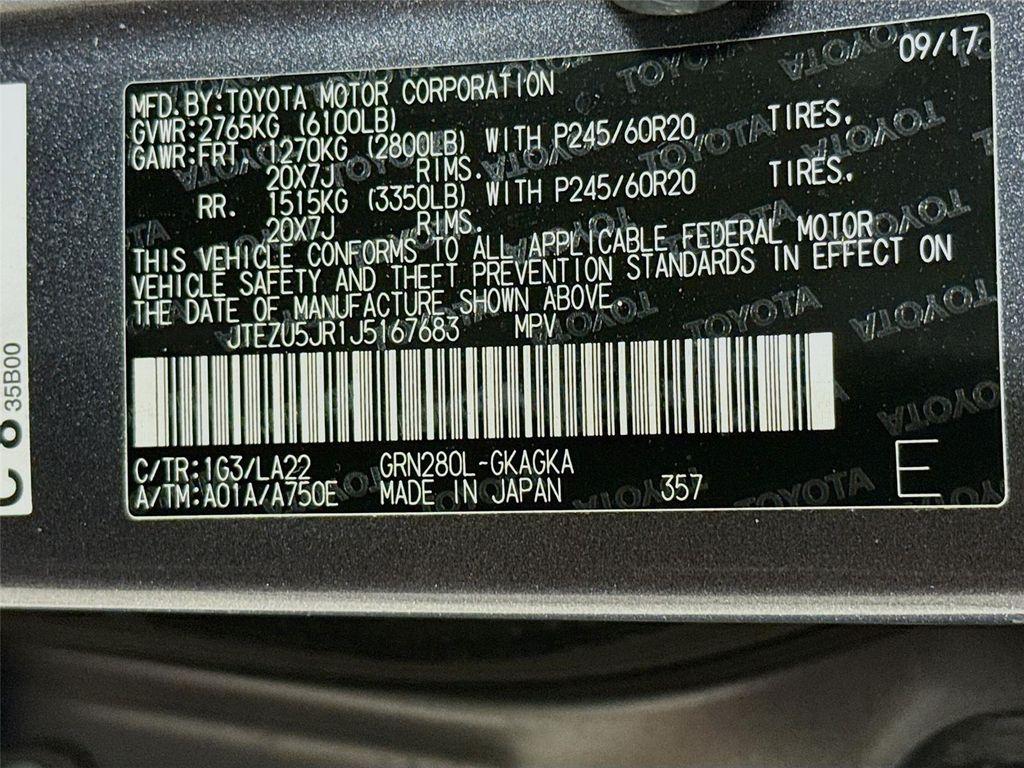 09/17
MFD.BY:TOYOTA MOTOR CORPORATION
GVWR:2765KG (6100LB)
GAWR:FRT. 1270KG (2800LB) WITH P245/60R20 TIRES.
20X7J RIMS.
RR. 1515KG (3350LB) WITH P245/60R20 TIRES.
20X7J RIMS.
THIS VEHICLE CONFORMS TO ALL APPLICABLE FEDERAL MOTOR
VEHICLE SAFETY AND THEFT PREVENTION STANDARDS IN EFFECT ON
THE DATE OF MANUFACTURE SHOWN ABOVE.
JTEZU5JR1J5167683 MPV
C/TR:1G3/LA22 GRN280L-GKAGKA
A/TM:A01A/A750E MADE IN JAPAN 357 E
C 8 35B00
TOYOTA